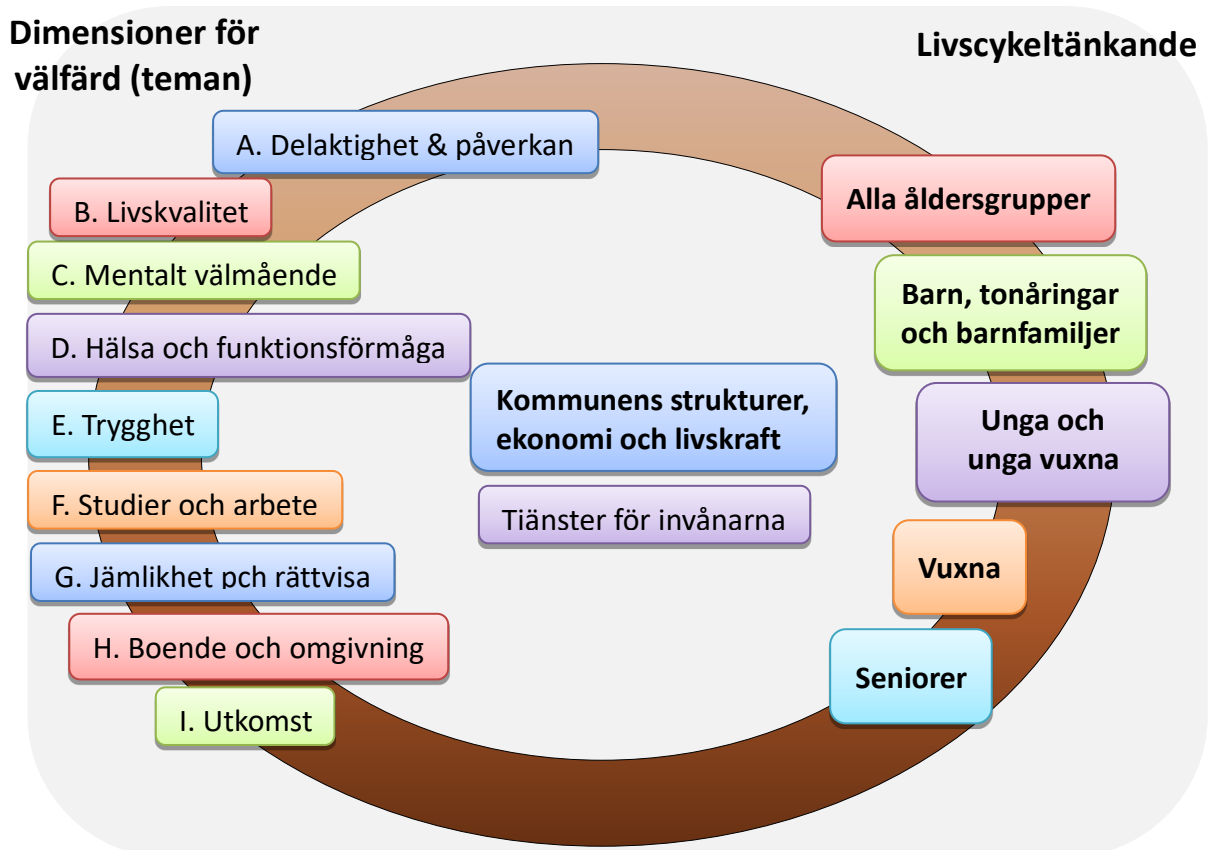 Dimensioner för
välfärd (teman)
Livscykeltänkande
A. Delaktighet & påverkan
B. Livskvalitet
C. Mentalt välmående
D. Hälsa och funktionsförmåga
E. Trygghet
F. Studier och arbete
G. Jämlikhet pch rättvisa
H. Boende och omgivning
I. Utkomst
Kommunens strukturer,
ekonomi och livskraft
Tiänster för invånarna
Alla åldersgrupper
Barn, tonåringar
och barnfamiljer
Unga och
unga vuxna
Vuxna
Seniorer